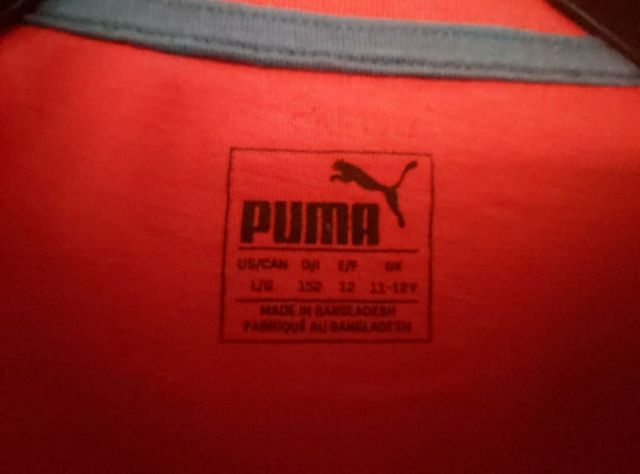 PUMA
US/CAN D/I E/F UK
L/G 152 12 11-12Y
MADE IN BANGLADESH
FABRIQUÉ AU BANGLADESH